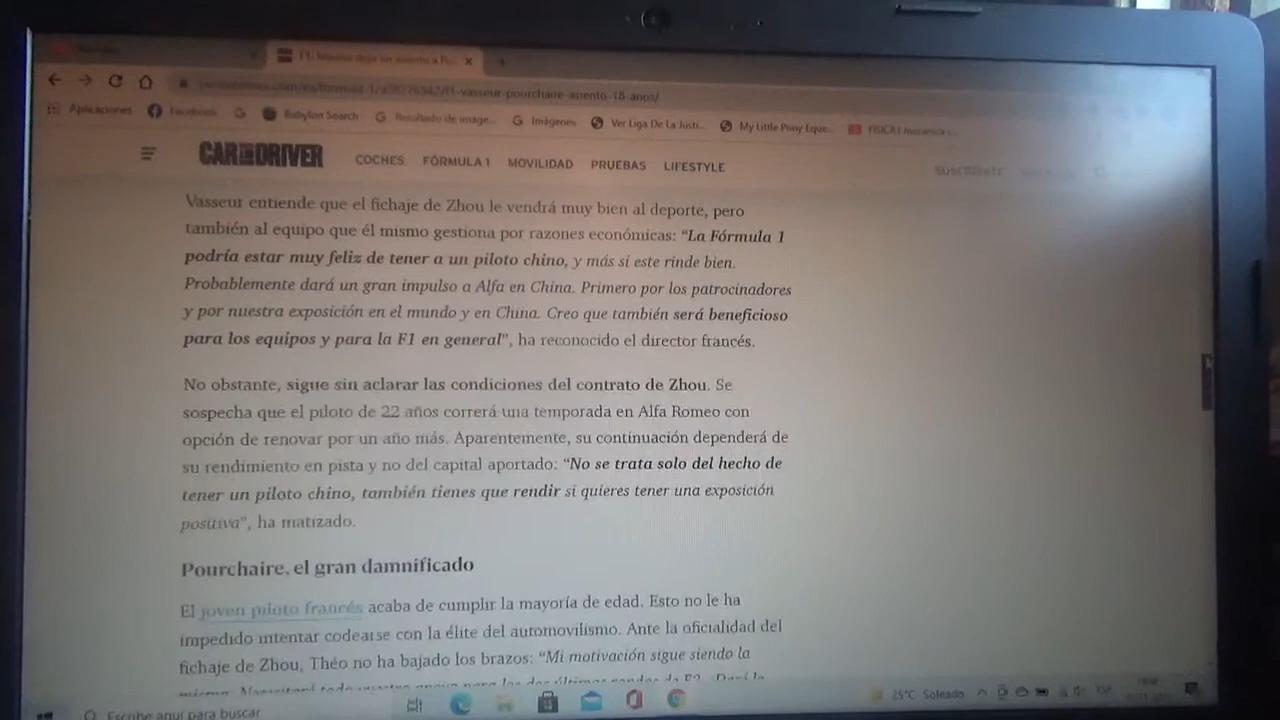 Aplicaciones
Facebook
Babylon Search
Resultado de image...
Imágenes
Ver Liga De La Justi...
My Little Pony Eque...
CAR AND DRIVER
COCHES
FÓRMULA 1
MOVILIDAD
PRUEBAS
LIFESTYLE
SUSCRÍBETE
Vasseur entiende que el fichaje de Zhou le vendrá muy bien al deporte, pero
también al equipo que él mismo gestiona por razones económicas: “La Fórmula 1
podría estar muy feliz de tener a un piloto chino, y más si este rinde bien.
Probablemente dará un gran impulso a Alfa en China. Primero por los patrocinadores
y por nuestra exposición en el mundo y en China. Creo que también será beneficioso
para los equipos y para la F1 en general”, ha reconocido el director francés.
No obstante, sigue sin aclarar las condiciones del contrato de Zhou. Se
sospecha que el piloto de 22 años correrá una temporada en Alfa Romeo con
opción de renovar por un año más. Aparentemente, su continuación dependerá de
su rendimiento en pista y no del capital aportado: “No se trata solo del hecho de
tener un piloto chino, también tienes que rendir si quieres tener una exposición
positiva”, ha matizado.
Pourchaire, el gran damnificado
El joven piloto francés acaba de cumplir la mayoría de edad. Esto no le ha
impedido intentar codearse con la élite del automovilismo. Ante la oficialidad del
fichaje de Zhou, Théo no ha bajado los brazos: “Mi motivación sigue siendo la
Escribe aquí para buscar
25°C Soleado
ESP